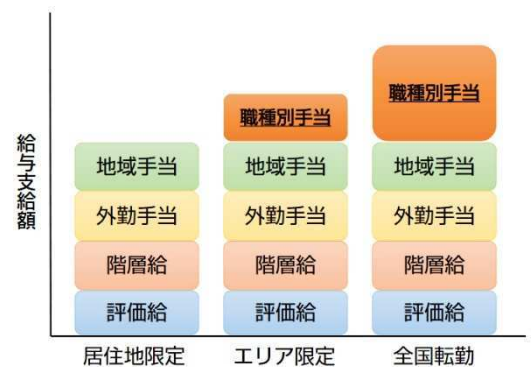 給与支給額
職種別手当
職種別手当
地域手当
地域手当
地域手当
外勤手当
外勤手当
外勤手当
階層給
階層給
階層給
評価給
評価給
評価給
居住地限定
エリア限定
全国転勤